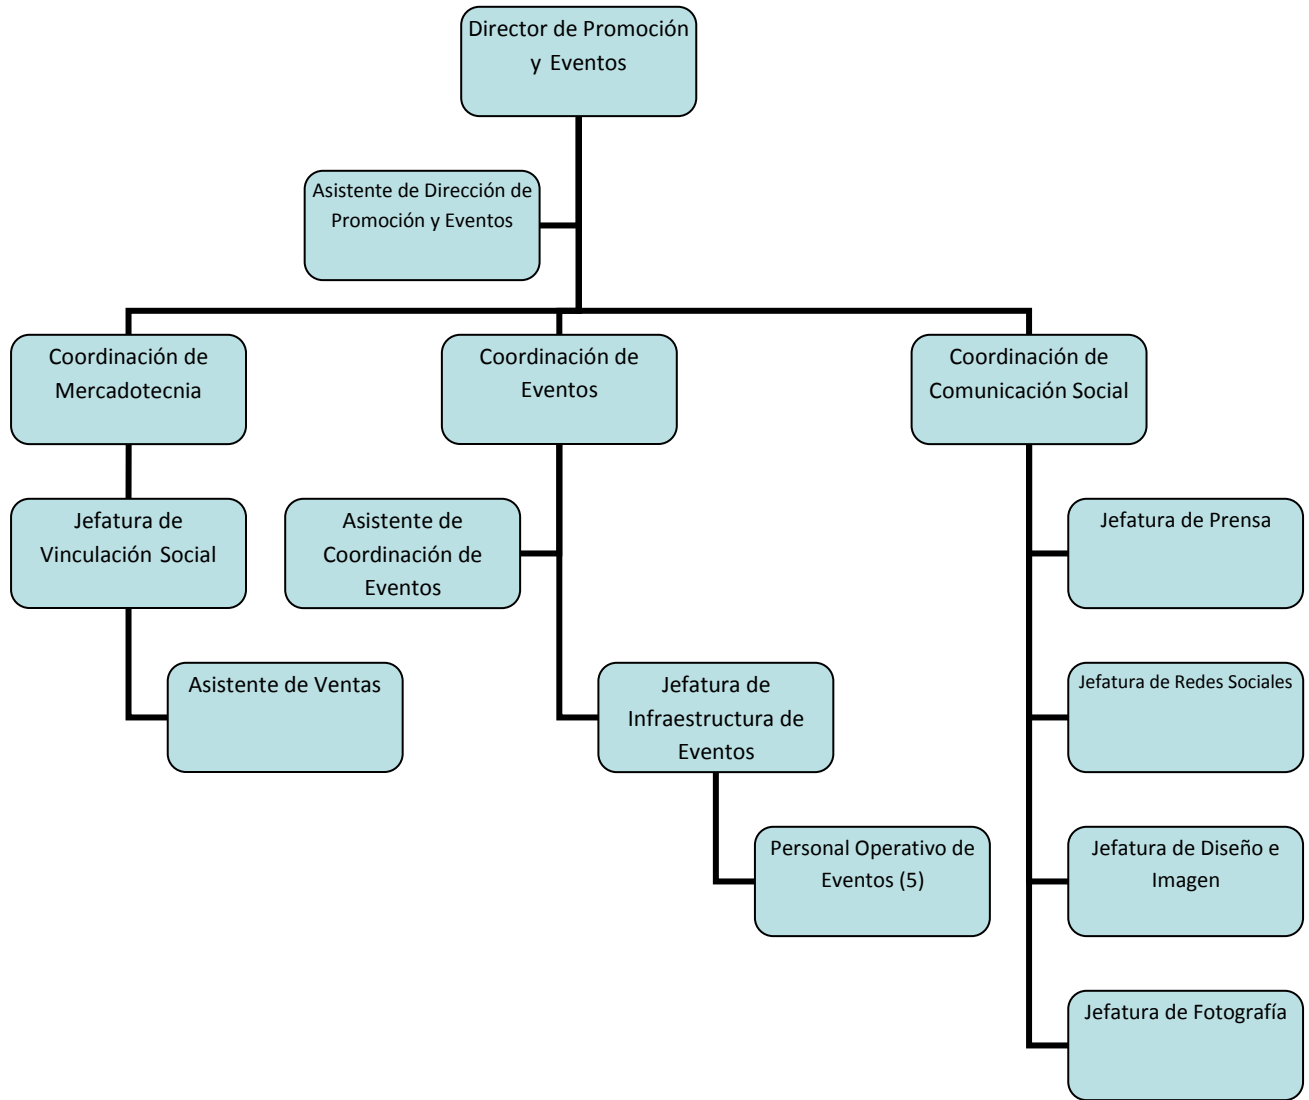 Director de Promoción
y Eventos
Asistente de Dirección de
Promoción y Eventos
Coordinación de
Mercadotecnia
Coordinación de
Eventos
Coordinación de
Comunicación Social
Jefatura de
Vinculación Social
Asistente de
Coordinación de
Eventos
Jefatura de Prensa
Asistente de Ventas
Jefatura de
Infraestructura de
Eventos
Jefatura de Redes Sociales
Personal Operativo de
Eventos (5)
Jefatura de Diseño e
Imagen
Jefatura de Fotografía